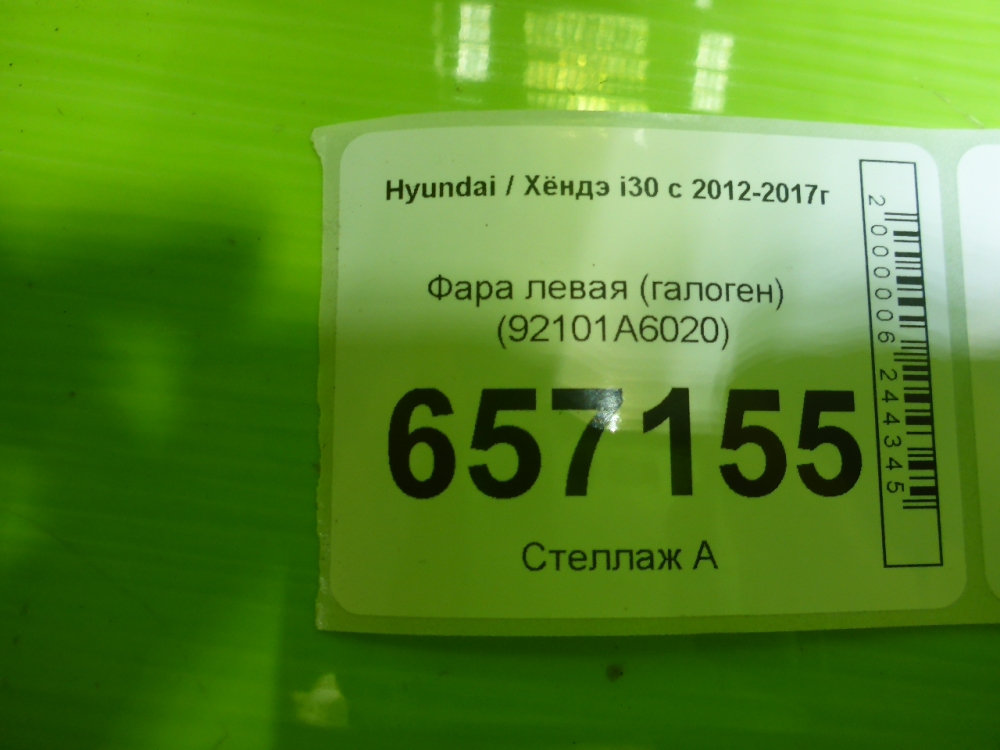 Hyundai / Хёндэ i30 с 2012-2017г
Фара левая (галоген)
(92101A6020)
657155
Стеллаж А
2000006244345